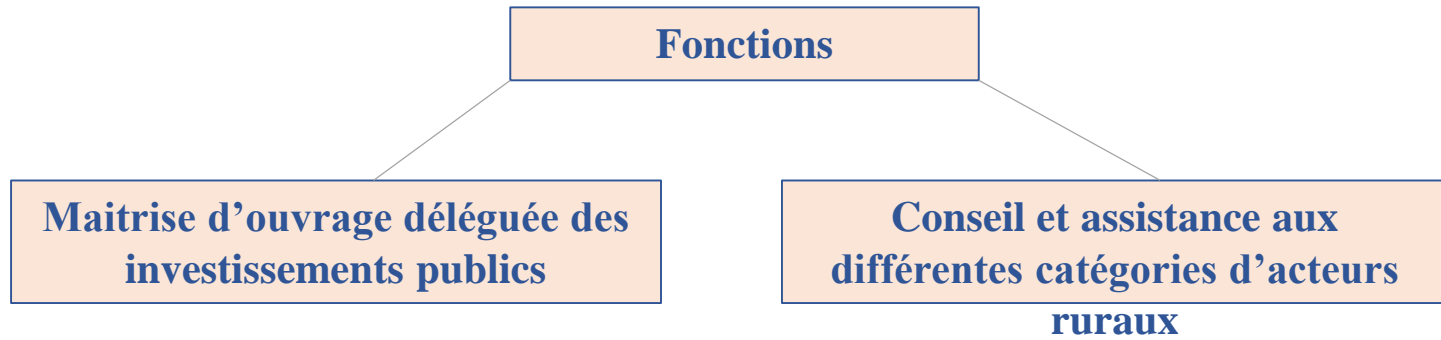 Fonctions
Maitrise d’ouvrage déléguée des
investissements publics
Conseil et assistance aux
différentes catégories d’acteurs
ruraux